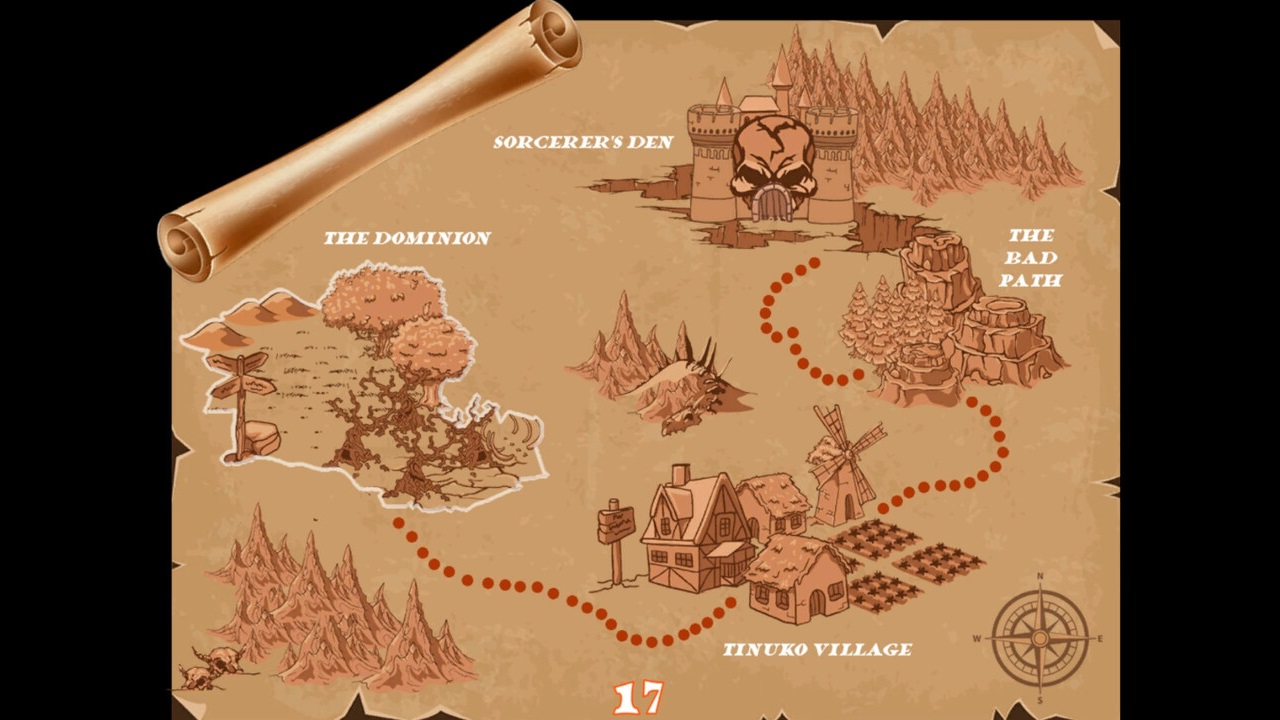 SORCERER'S DEN
THE DOMINION
THE
BAD
PATH
TINUKO VILLAGE
N
W
E
S
17